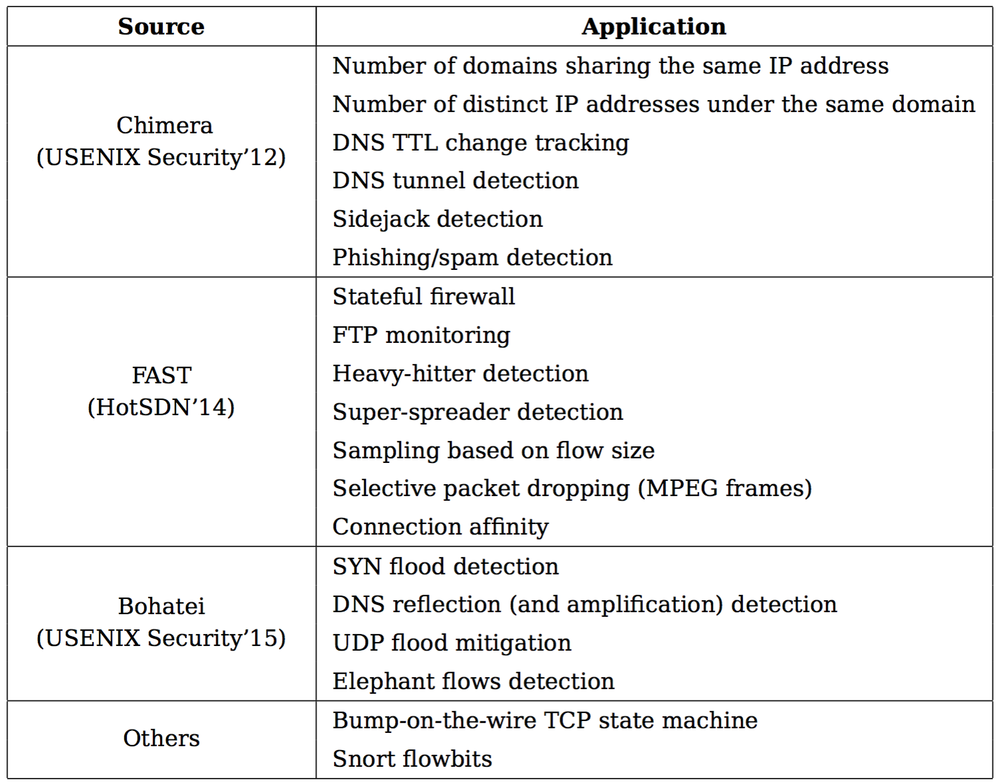 Source Application
Chimera
(USENIX Security’12)
Number of domains sharing the same IP address
Number of distinct IP addresses under the same domain
DNS TTL change tracking
DNS tunnel detection
Sidejack detection
Phishing/spam detection
FAST
(HotSDN’14)
Stateful firewall
FTP monitoring
Heavy-hitter detection
Super-spreader detection
Sampling based on flow size
Selective packet dropping (MPEG frames)
Connection affinity
Bohatei
(USENIX Security’15)
SYN flood detection
DNS reflection (and amplification) detection
UDP flood mitigation
Elephant flows detection
Others
Bump-on-the-wire TCP state machine
Snort flowbits